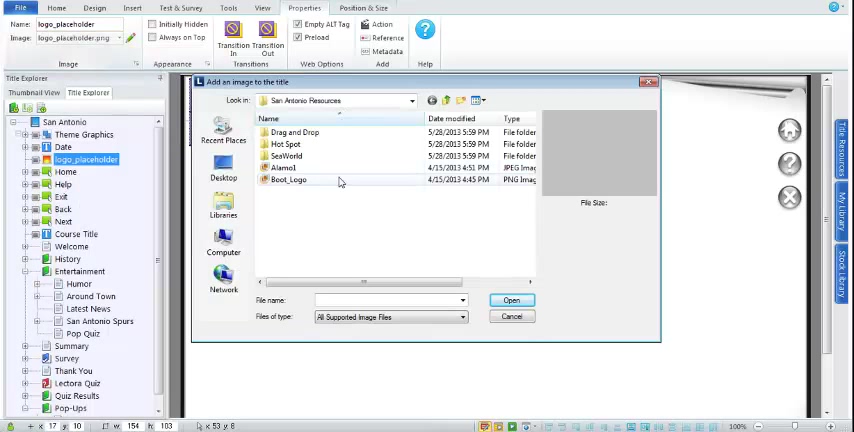 File Home Design Insert Test & Survey Tools View Properties Position & Size
Name: logo_placeholder
Image: logo_placeholder.png
Initially Hidden
Always on Top
Transition In
Transition Out
Empty ALT Tag
Preload
Action
Reference
Metadata
Help
Image Appearance Transitions Web Options Add Help
Title Explorer
Thumbnail View Title Explorer
San Antonio
Theme Graphics
Date
logo_placeholder
Home
Help
Exit
Back
Next
Course Title
Welcome
History
Entertainment
Humor
Around Town
Latest News
San Antonio Spurs
Pop Quiz
Summary
Survey
Thank You
Lectora Quiz
Quiz Results
Pop-Ups
Add an image to the title
Look in: San Antonio Resources
Recent Places
Desktop
Libraries
Computer
Network
Name Date modified Type
Drag and Drop 5/28/2013 5:59 PM File folder
Hot Spot 5/28/2013 5:59 PM File folder
SeaWorld 5/28/2013 5:59 PM File folder
Alamo1 4/15/2013 4:51 PM JPEG Imag
Boot_Logo 4/15/2013 4:45 PM PNG Imag
File Size:
File name:
Open
Files of type: All Supported Image Files
Cancel
Title Resources
My Library
Stock Library
x: 17 y: 10 w: 154 h: 103 x: 53 y: 8 100%